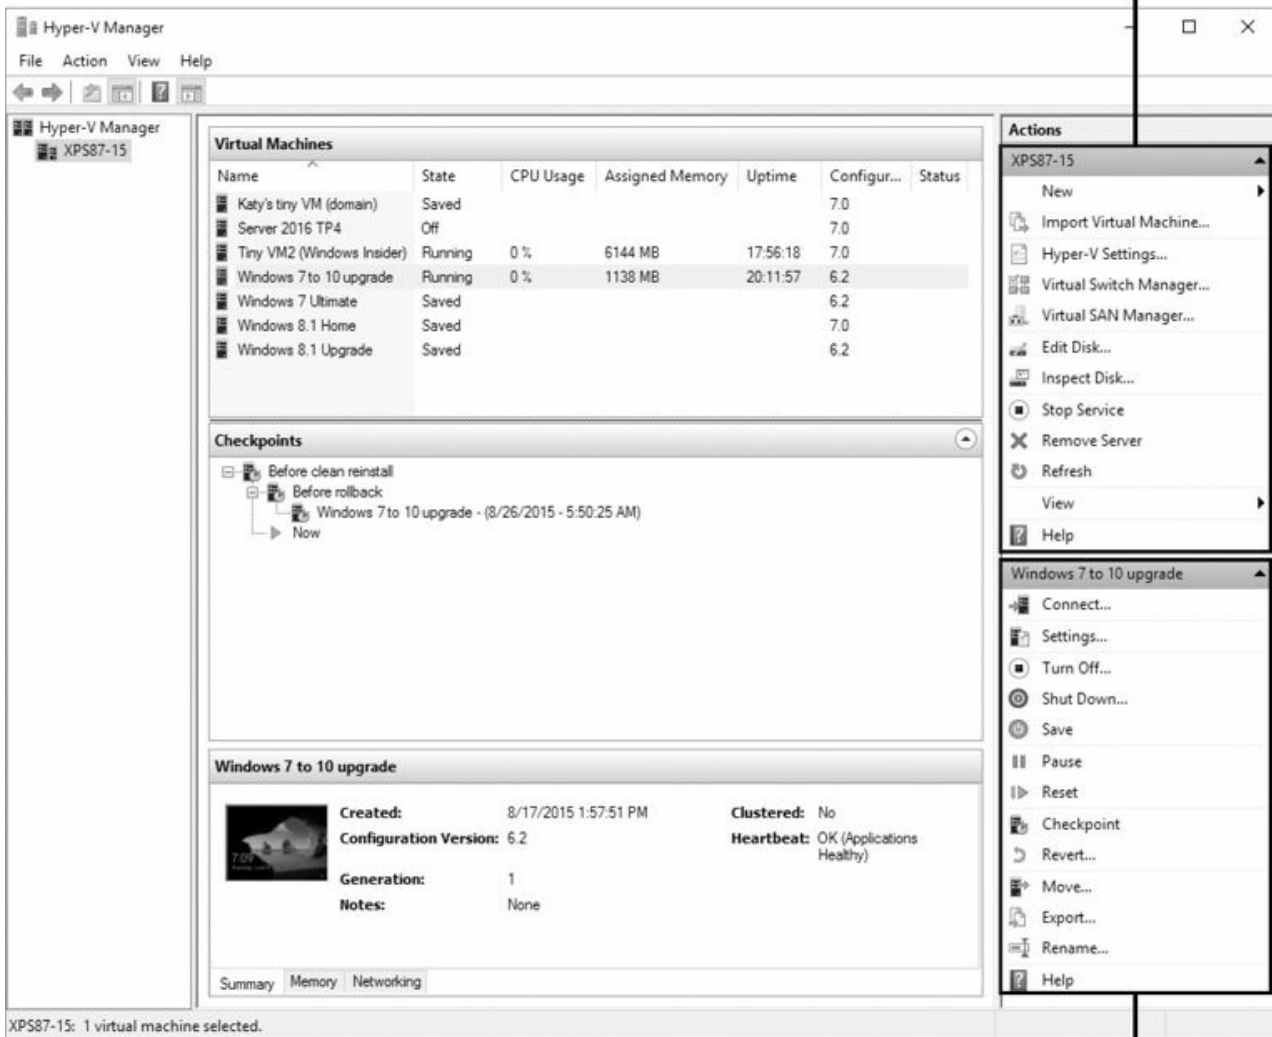 Hyper-V Manager
File Action View Help
Hyper-V Manager
XPS87-15
Virtual Machines
Name State CPU Usage Assigned Memory Uptime Configur... Status
Katy's tiny VM (domain) Saved 7.0
Server 2016 TP4 Off 7.0
Tiny VM2 (Windows Insider) Running 0 % 6144 MB 17:56:18 7.0
Windows 7 to 10 upgrade Running 0 % 1138 MB 20:11:57 6.2
Windows 7 Ultimate Saved 6.2
Windows 8.1 Home Saved 7.0
Windows 8.1 Upgrade Saved 6.2
Checkpoints
Before clean reinstall
Before rollback
Windows 7 to 10 upgrade - (8/26/2015 - 5:50:25 AM)
Now
Windows 7 to 10 upgrade
Created: 8/17/2015 1:57:51 PM Clustered: No
Configuration Version: 6.2 Heartbeat: OK (Applications
Healthy)
Generation: 1
Notes: None
7:09
Summary Memory Networking
Actions
XPS87-15
New
Import Virtual Machine...
Hyper-V Settings...
Virtual Switch Manager...
Virtual SAN Manager...
Edit Disk...
Inspect Disk...
Stop Service
Remove Server
Refresh
View
Help
Windows 7 to 10 upgrade
Connect...
Settings...
Turn Off...
Shut Down...
Save
Pause
Reset
Checkpoint
Revert...
Move...
Export...
Rename...
Help
XPS87-15: 1 virtual machine selected.